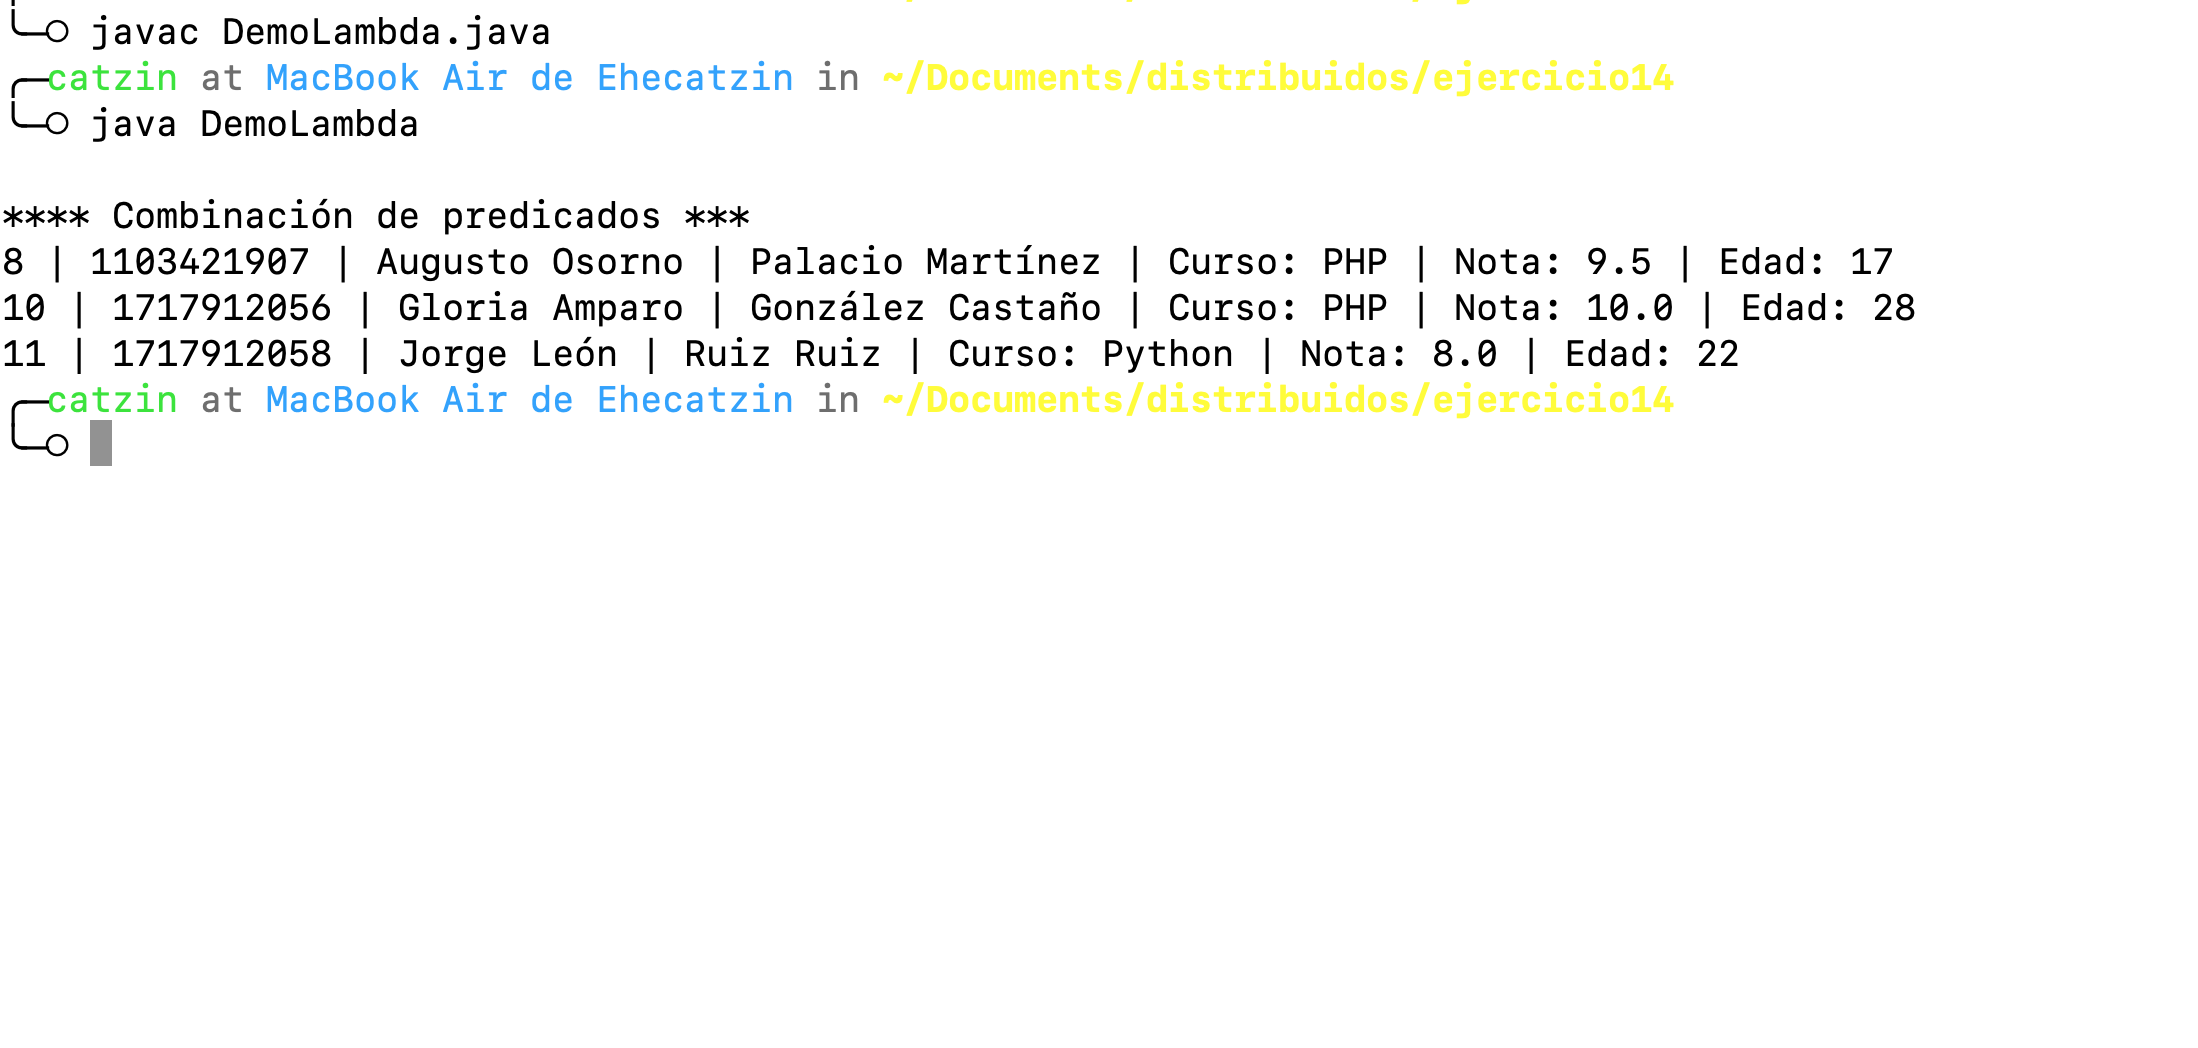 javac DemoLambda.java
catzin at MacBook Air de Ehecatzin in ~/Documents/distribuidos/ejercicio14
java DemoLambda
**** Combinación de predicados ***
8 | 1103421907 | Augusto Osorno | Palacio Martínez | Curso: PHP | Nota: 9.5 | Edad: 17
10 | 1717912056 | Gloria Amparo | González Castaño | Curso: PHP | Nota: 10.0 | Edad: 28
11 | 1717912058 | Jorge León | Ruiz Ruiz | Curso: Python | Nota: 8.0 | Edad: 22
catzin at MacBook Air de Ehecatzin in ~/Documents/distribuidos/ejercicio14